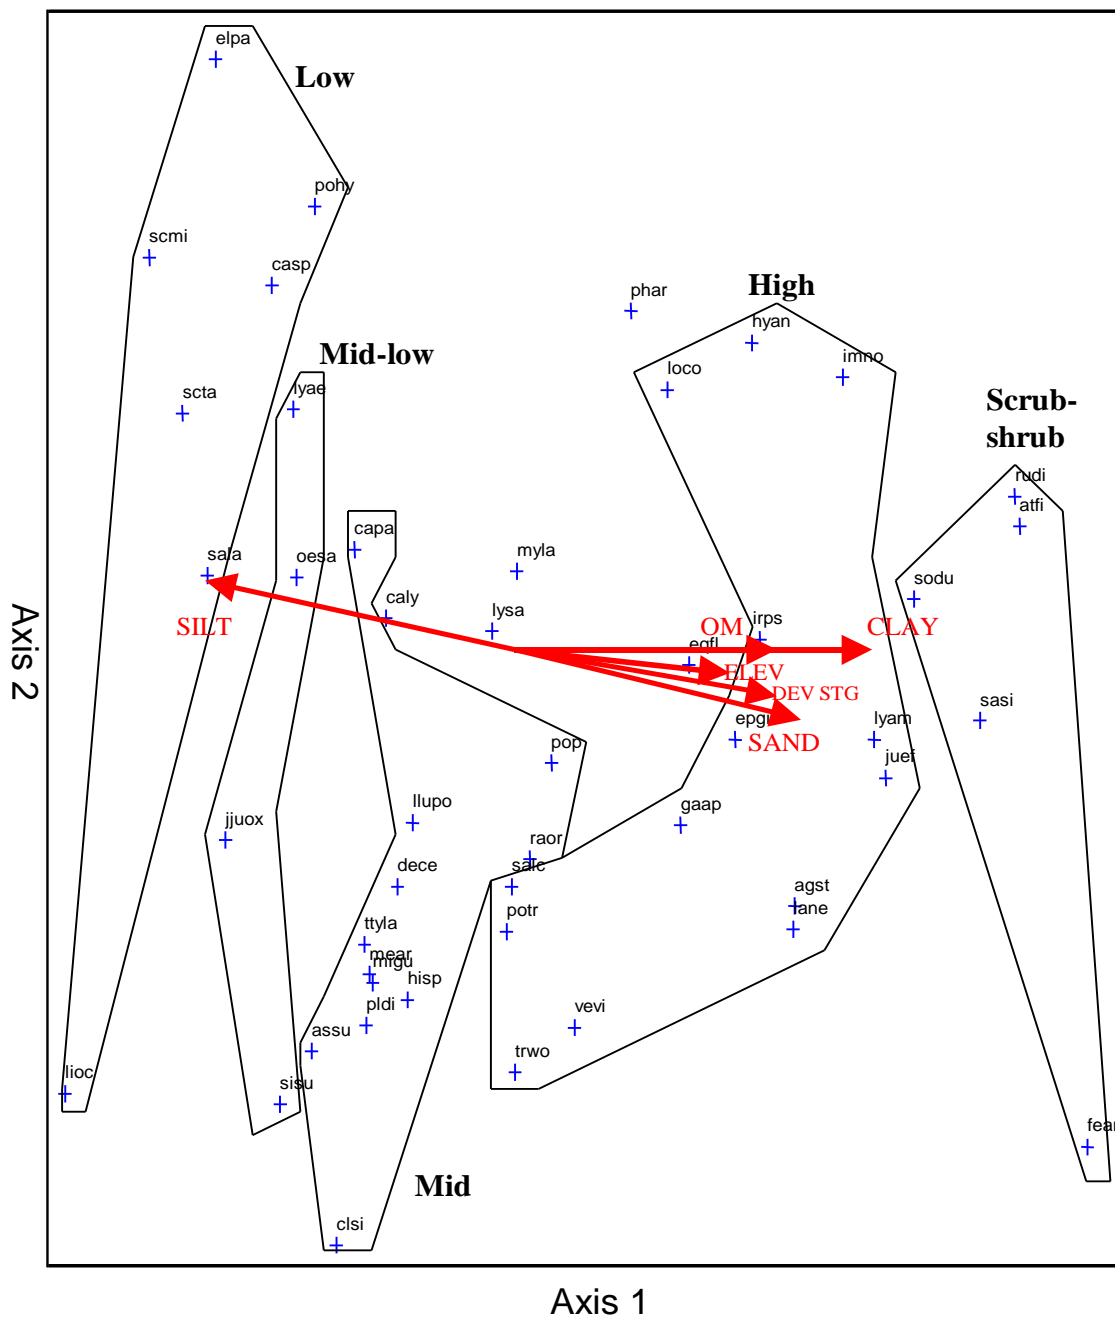 elpa
Low
pohy
scmi
casp
phar
High
hyan
Mid-low
imno
loco
lyae
scta
Scrub-
shrub
rudi
atfi
capa
myla
sala
oesa
sodu
caly
lysa
SILT
OM
irps
CLAY
eqfl
ELEV
DEV STG
sasi
epgl
SAND
lyam
pop
juef
llupo
gaap
jjuox
raor
dece
salc
agst
lane
potr
ttyla
mear
migu
hisp
pldi
vevi
assu
trwo
lioc
sisu
fear
Mid
clsi
Axis 2
Axis 1